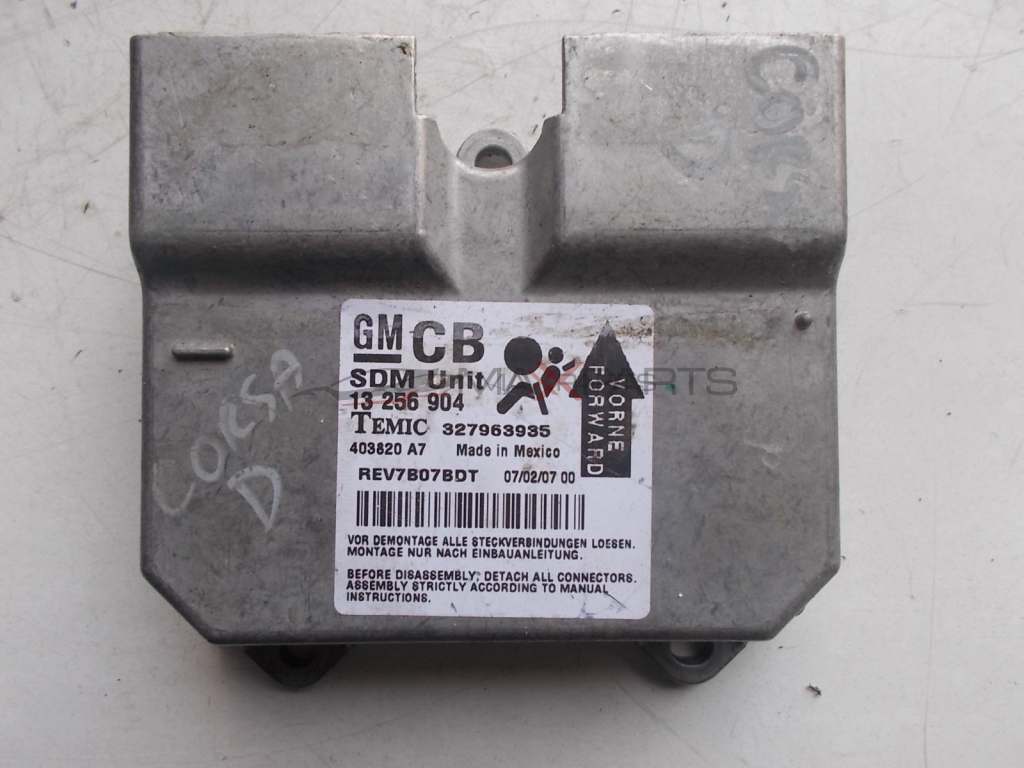 CORSA
D
GM CB
SDM Unit
13 256 904
TEMIC 327963935
403820 A7 Made in Mexico
REV7B07BDT 07/02/07 00
VORNE
FORWARD
VOR DEMONTAGE ALLE STECKVERBINDUNGEN LOESEN.
MONTAGE NUR NACH EINBAUANLEITUNG.
BEFORE DISASSEMBLY, DETACH ALL CONNECTORS.
ASSEMBLY STRICTLY ACCORDING TO MANUAL
INSTRUCTIONS.
CORSA
D